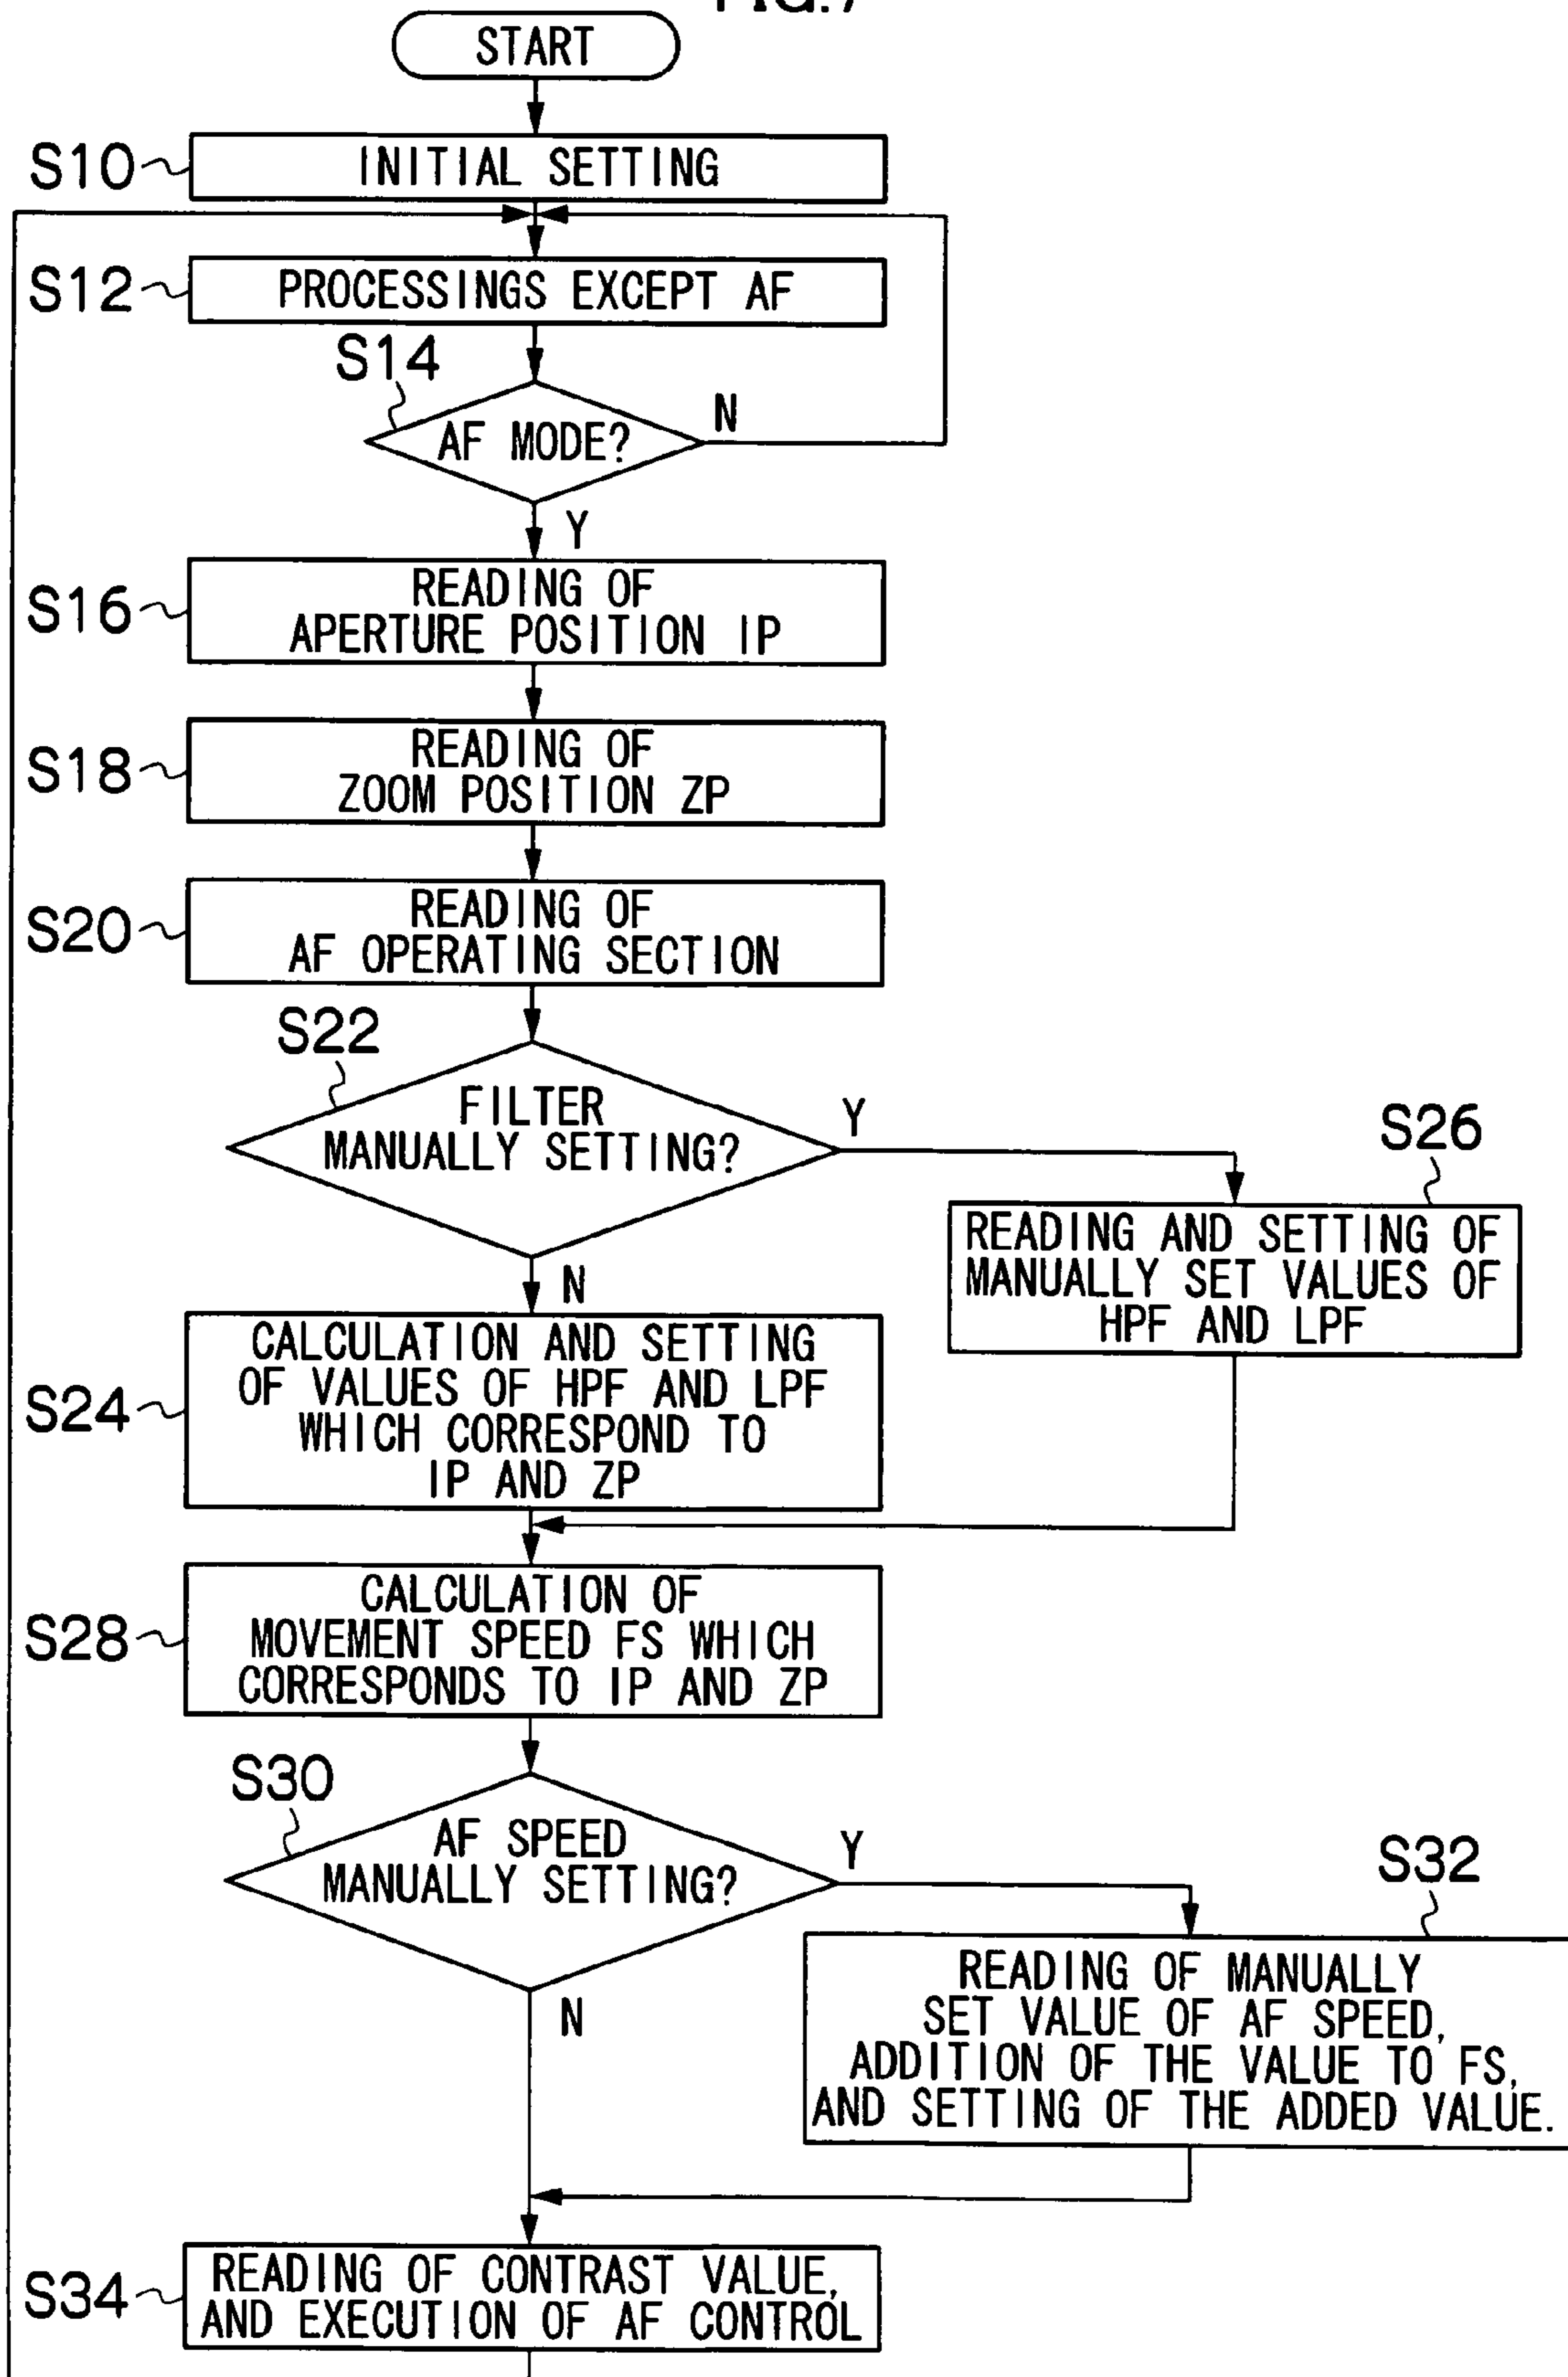 FIG.7
START
S10
INITIAL SETTING
S12
PROCESSINGS EXCEPT AF
S14
AF MODE?
N
Y
S16
READING OF
APERTURE POSITION IP
S18
READING OF
ZOOM POSITION ZP
S20
READING OF
AF OPERATING SECTION
S22
FILTER
MANUALLY SETTING?
Y
N
S26
READING AND SETTING OF
MANUALLY SET VALUES OF
HPF AND LPF
S24
CALCULATION AND SETTING
OF VALUES OF HPF AND LPF
WHICH CORRESPOND TO
IP AND ZP
S28
CALCULATION OF
MOVEMENT SPEED FS WHICH
CORRESPONDS TO IP AND ZP
S30
AF SPEED
MANUALLY SETTING?
Y
N
S32
READING OF MANUALLY
SET VALUE OF AF SPEED,
ADDITION OF THE VALUE TO FS,
AND SETTING OF THE ADDED VALUE.
S34
READING OF CONTRAST VALUE,
AND EXECUTION OF AF CONTROL